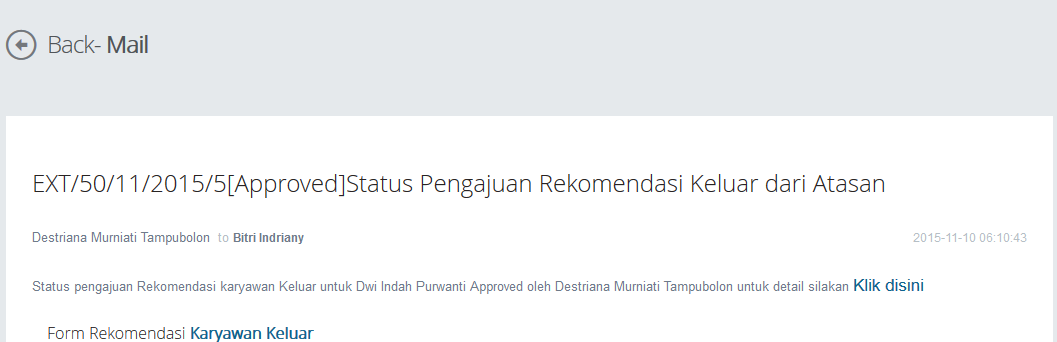 Back- Mail
EXT/50/11/2015/5[Approved]Status Pengajuan Rekomendasi Keluar dari Atasan
Destriana Murniati Tampubolon to Bitri Indriany 2015-11-10 06:10:43
Status pengajuan Rekomendasi karyawan Keluar untuk Dwi Indah Purwanti Approved oleh Destriana Murniati Tampubolon untuk detail silakan Klik disini
Form Rekomendasi Karyawan Keluar